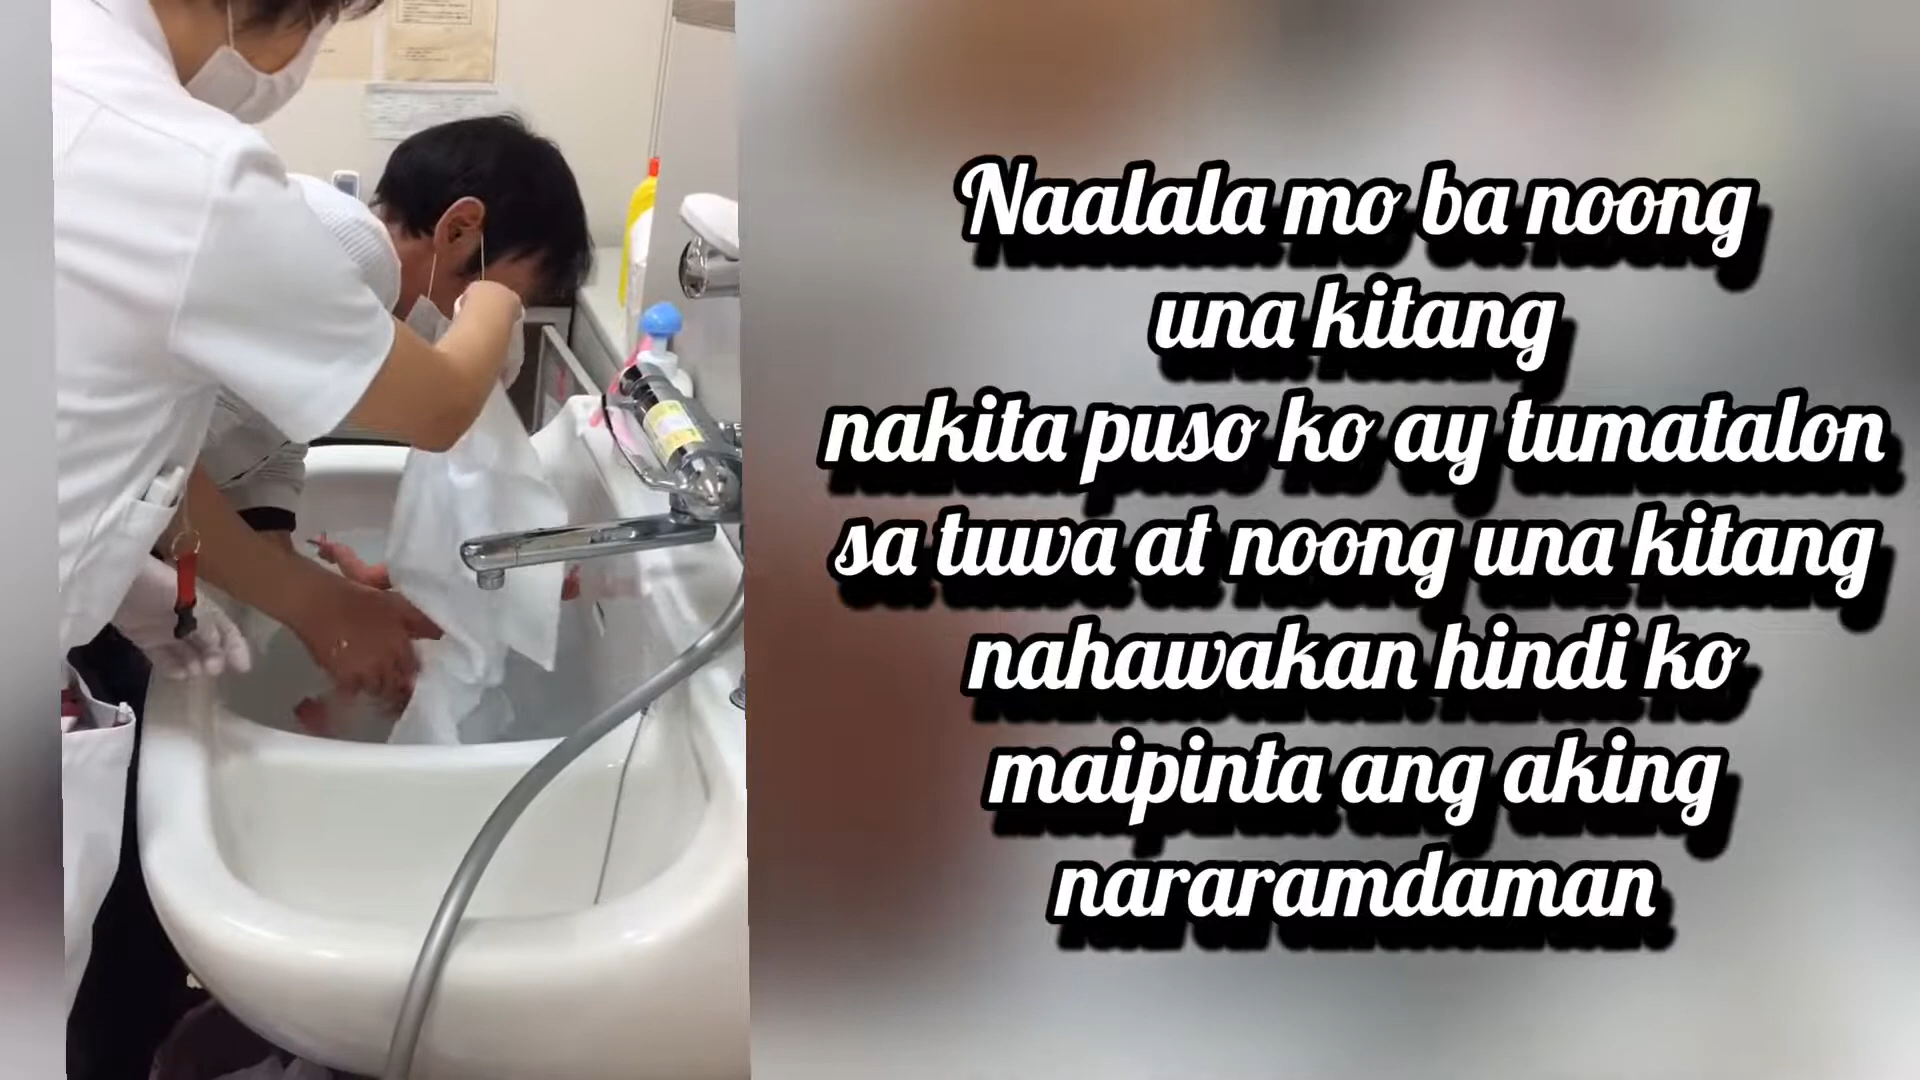 Naalala mo ba noong
una kitang
nakita puso ko ay tumatalon
sa tuwa at noong una kitang
nahawakan hindi ko
maipinta ang aking
nararamdaman